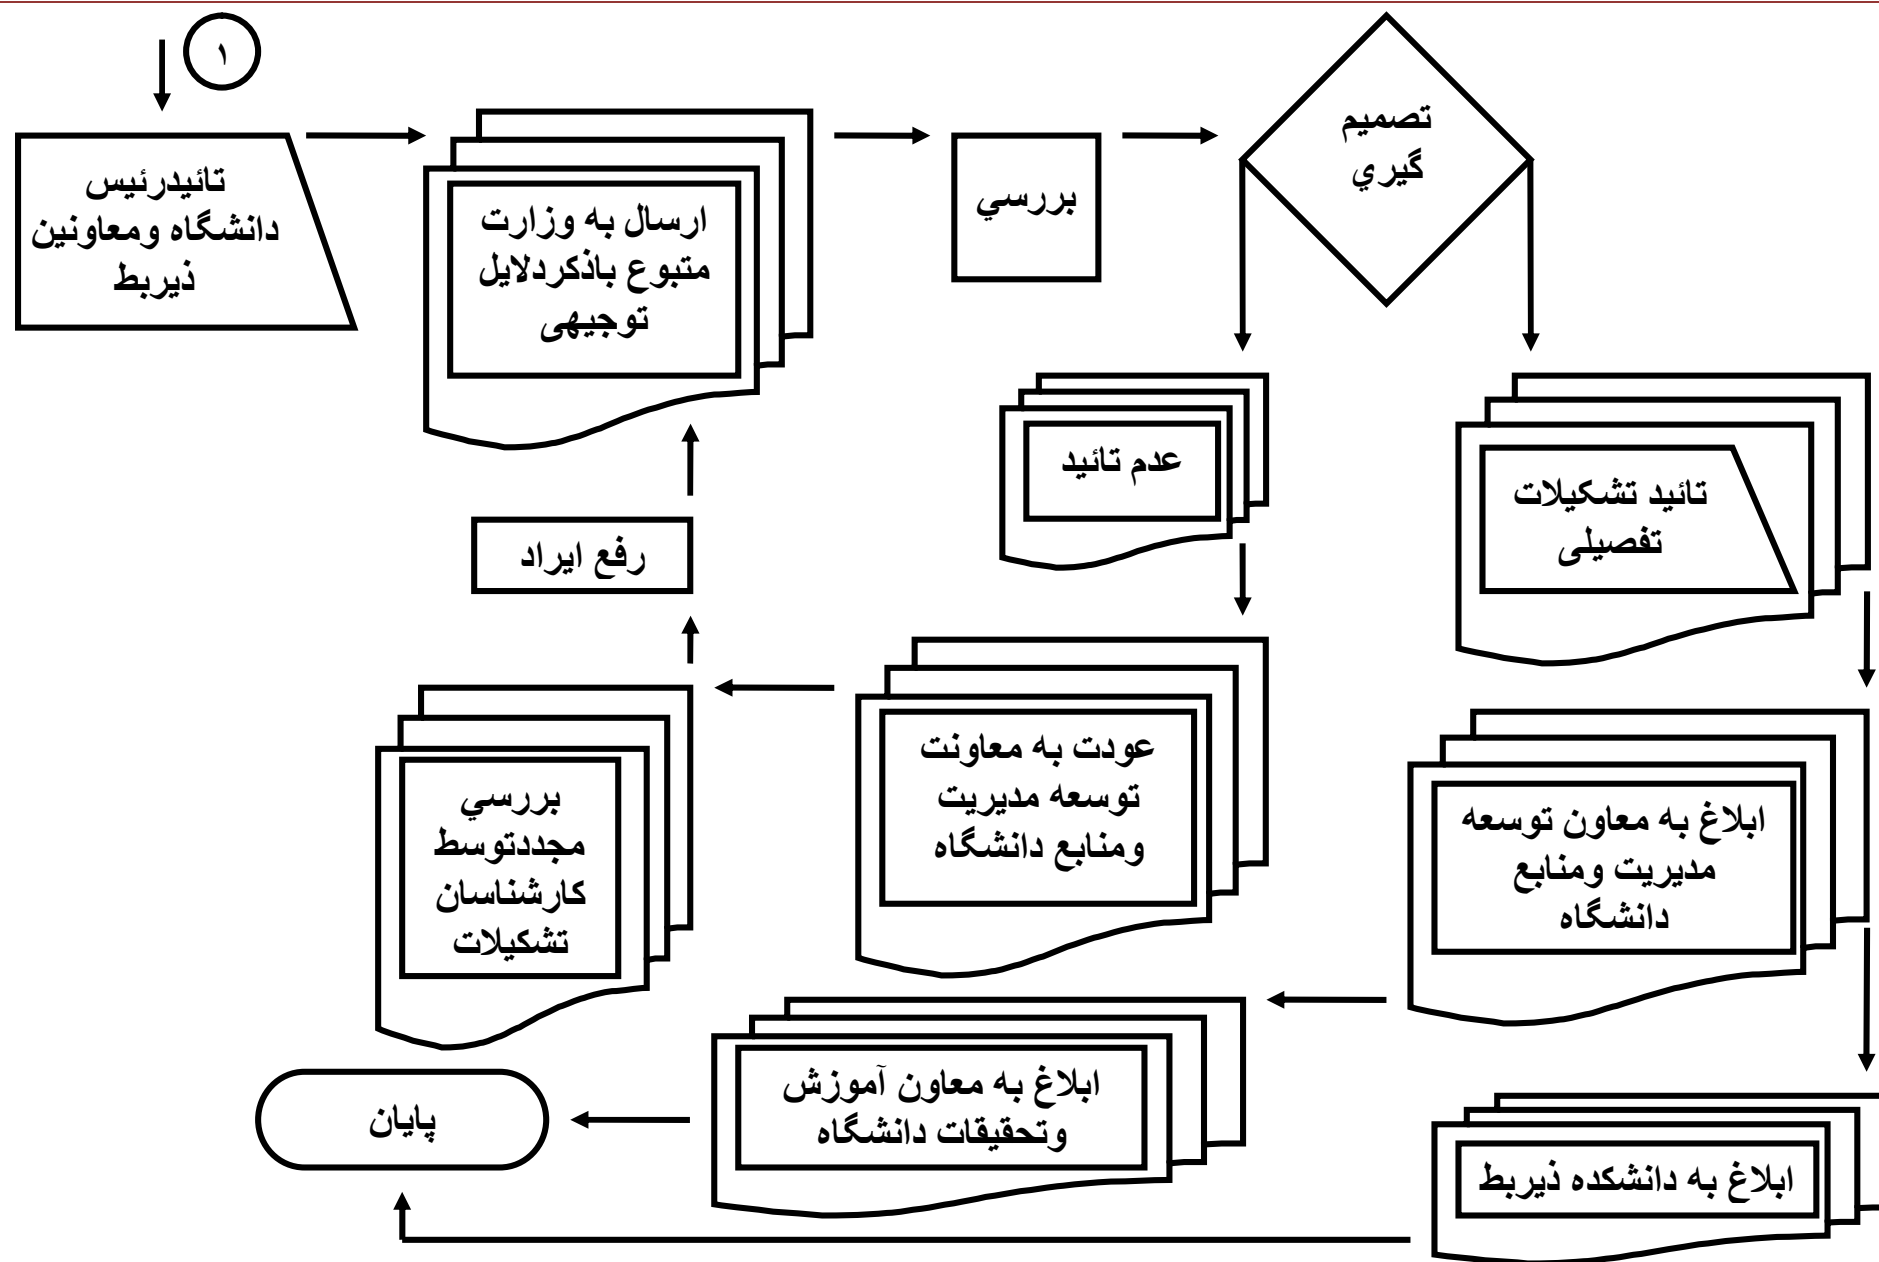 ۱
تائیدرئیس
دانشگاه ومعاونین
ذیربط
ارسال به وزارت
متبوع باذکردلایل
توجیهی
بررسي
تصمیم
گیري
عدم تائید
تائید تشکیلات
تفصیلی
رفع ایراد
عودت به معاونت
توسعه مدیریت
ومنابع دانشگاه
بررسي
مجددتوسط
کارشناسان
تشکیلات
ابلاغ به معاون توسعه
مدیریت ومنابع
دانشگاه
ابلاغ به معاون آموزش
وتحقیقات دانشگاه
پایان
ابلاغ به دانشکده ذیربط